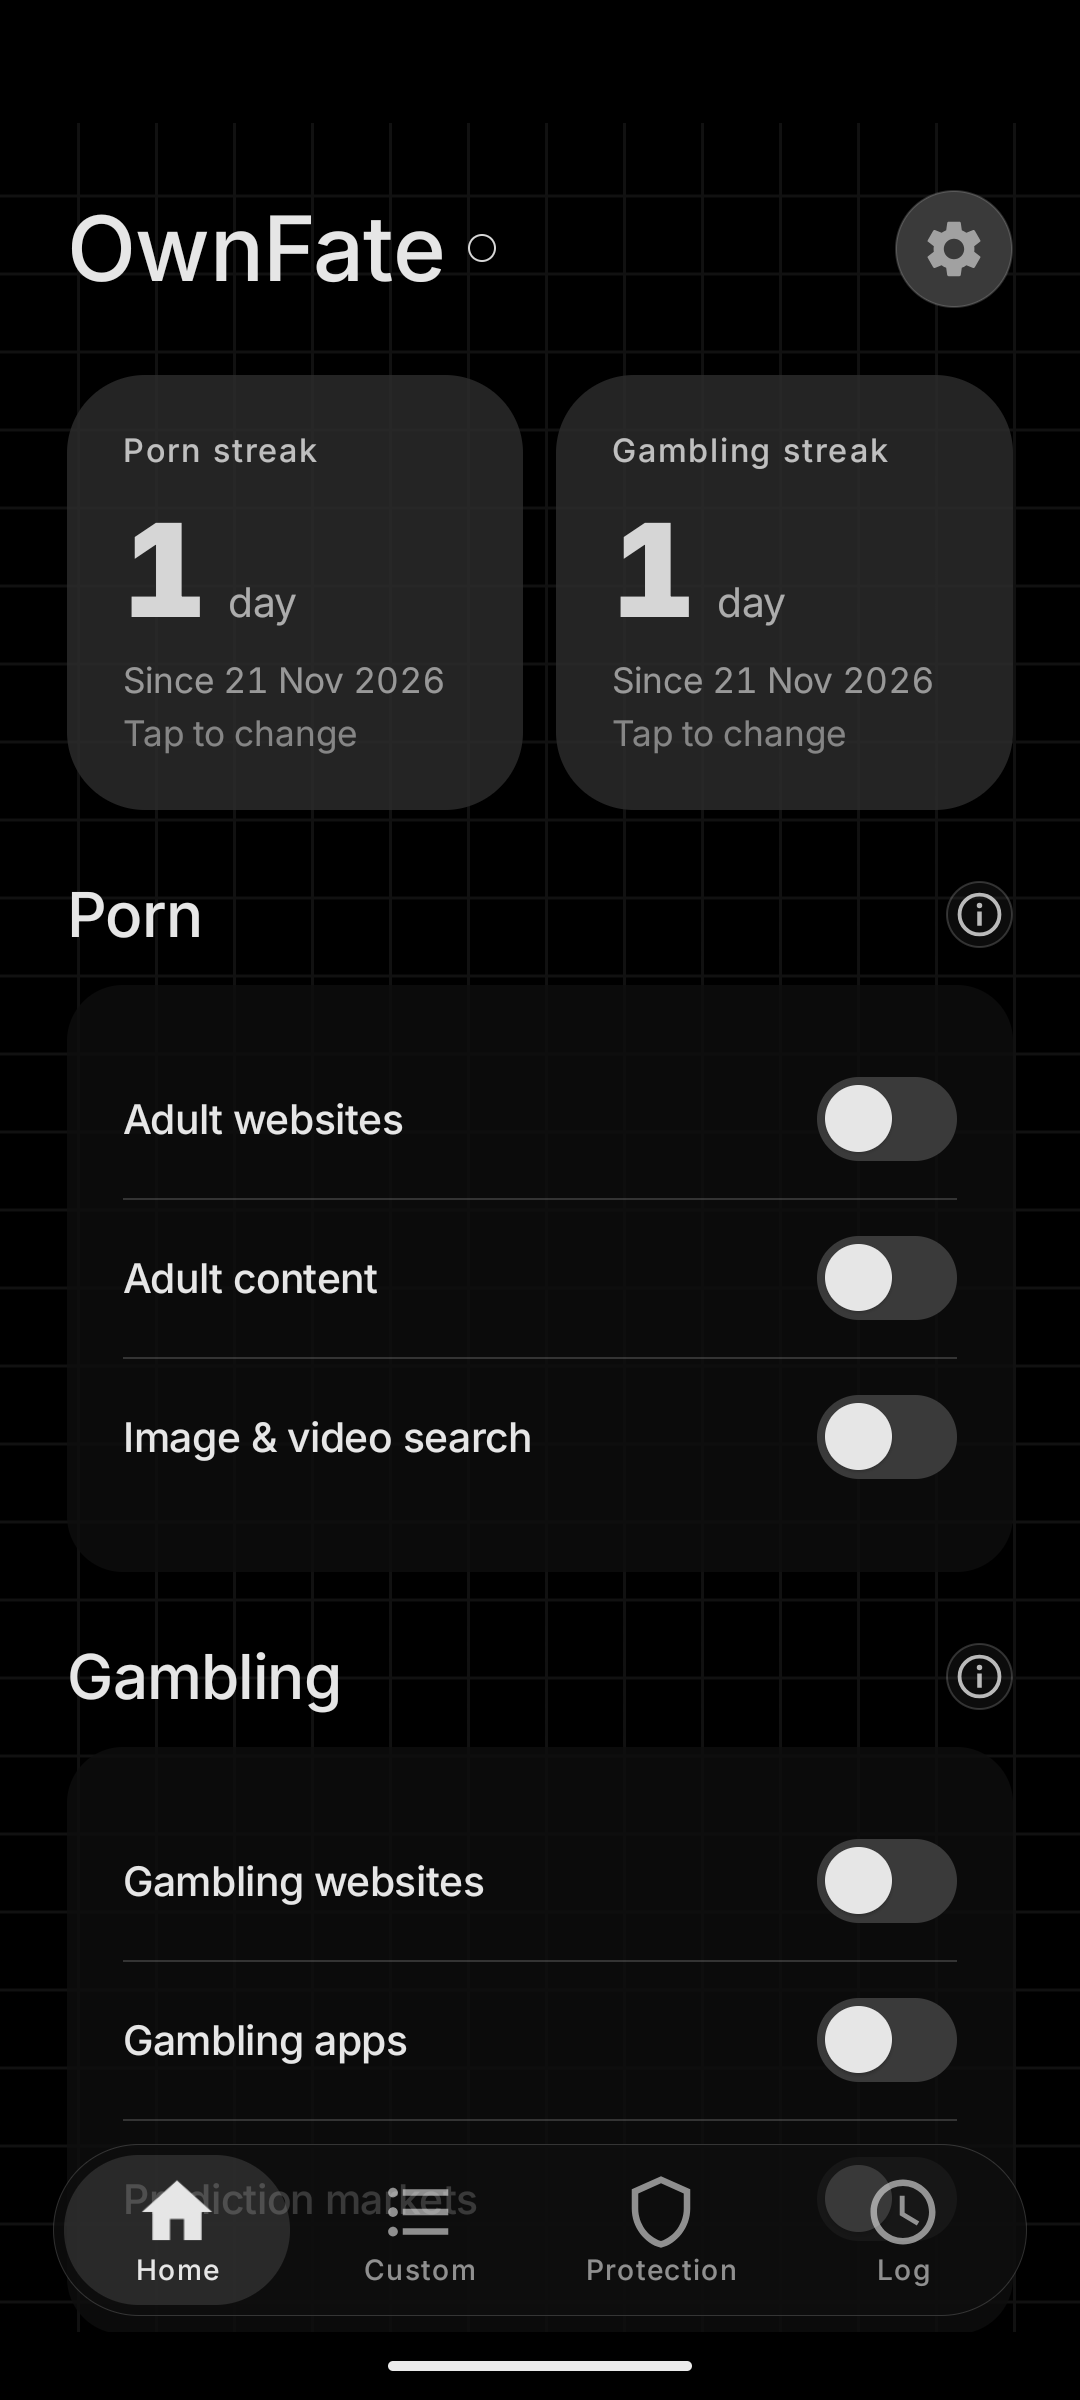 OwnFate
Porn streak
1 day
Since 21 Nov 2026
Tap to change
Gambling streak
1 day
Since 21 Nov 2026
Tap to change
Porn
Adult websites
Adult content
Image & video search
Gambling
Gambling websites
Gambling apps
Prediction markets
Home
Custom
Protection
Log